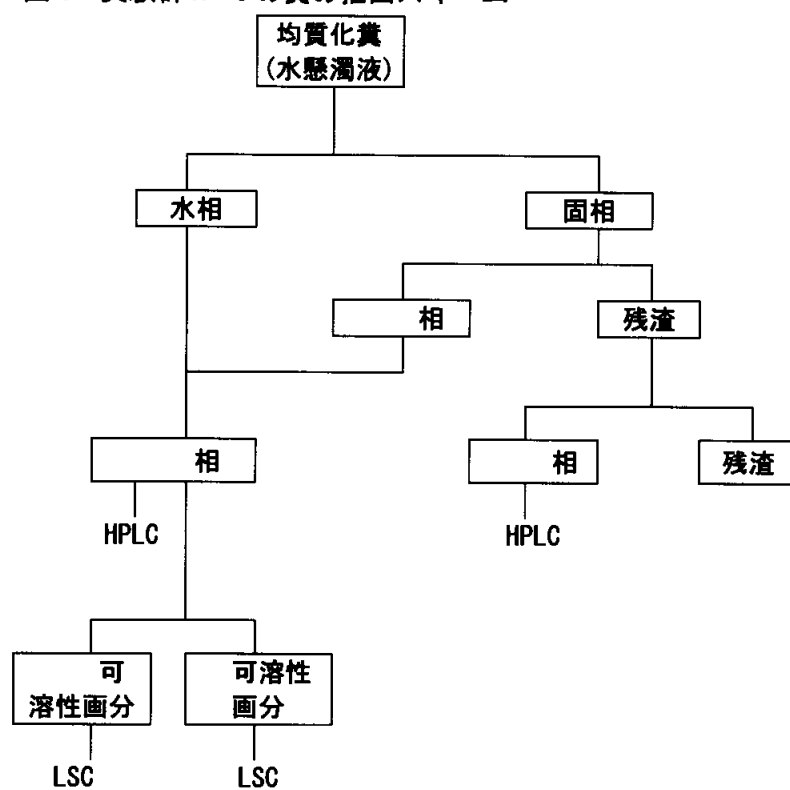 均質化糞
(水懸濁液)
水相
固相
相
残渣
相
相
残渣
HPLC
HPLC
可
溶性画分
可溶性
画分
LSC
LSC